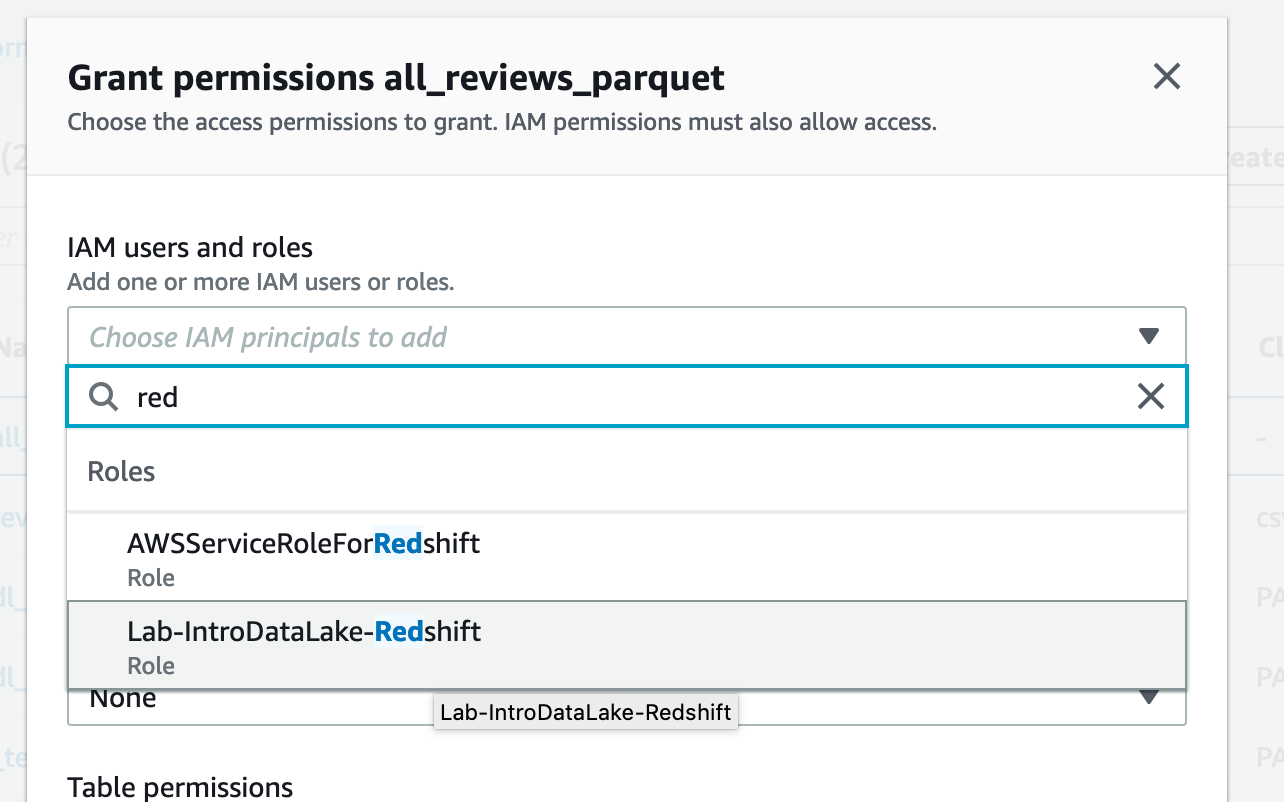 Grant permissions all_reviews_parquet
Choose the access permissions to grant. IAM permissions must also allow access.
IAM users and roles
Add one or more IAM users or roles.
Choose IAM principals to add
red
Roles
AWSServiceRoleForRedshift
Role
Lab-IntroDataLake-Redshift
Role
None
Lab-IntroDataLake-Redshift
Table permissions